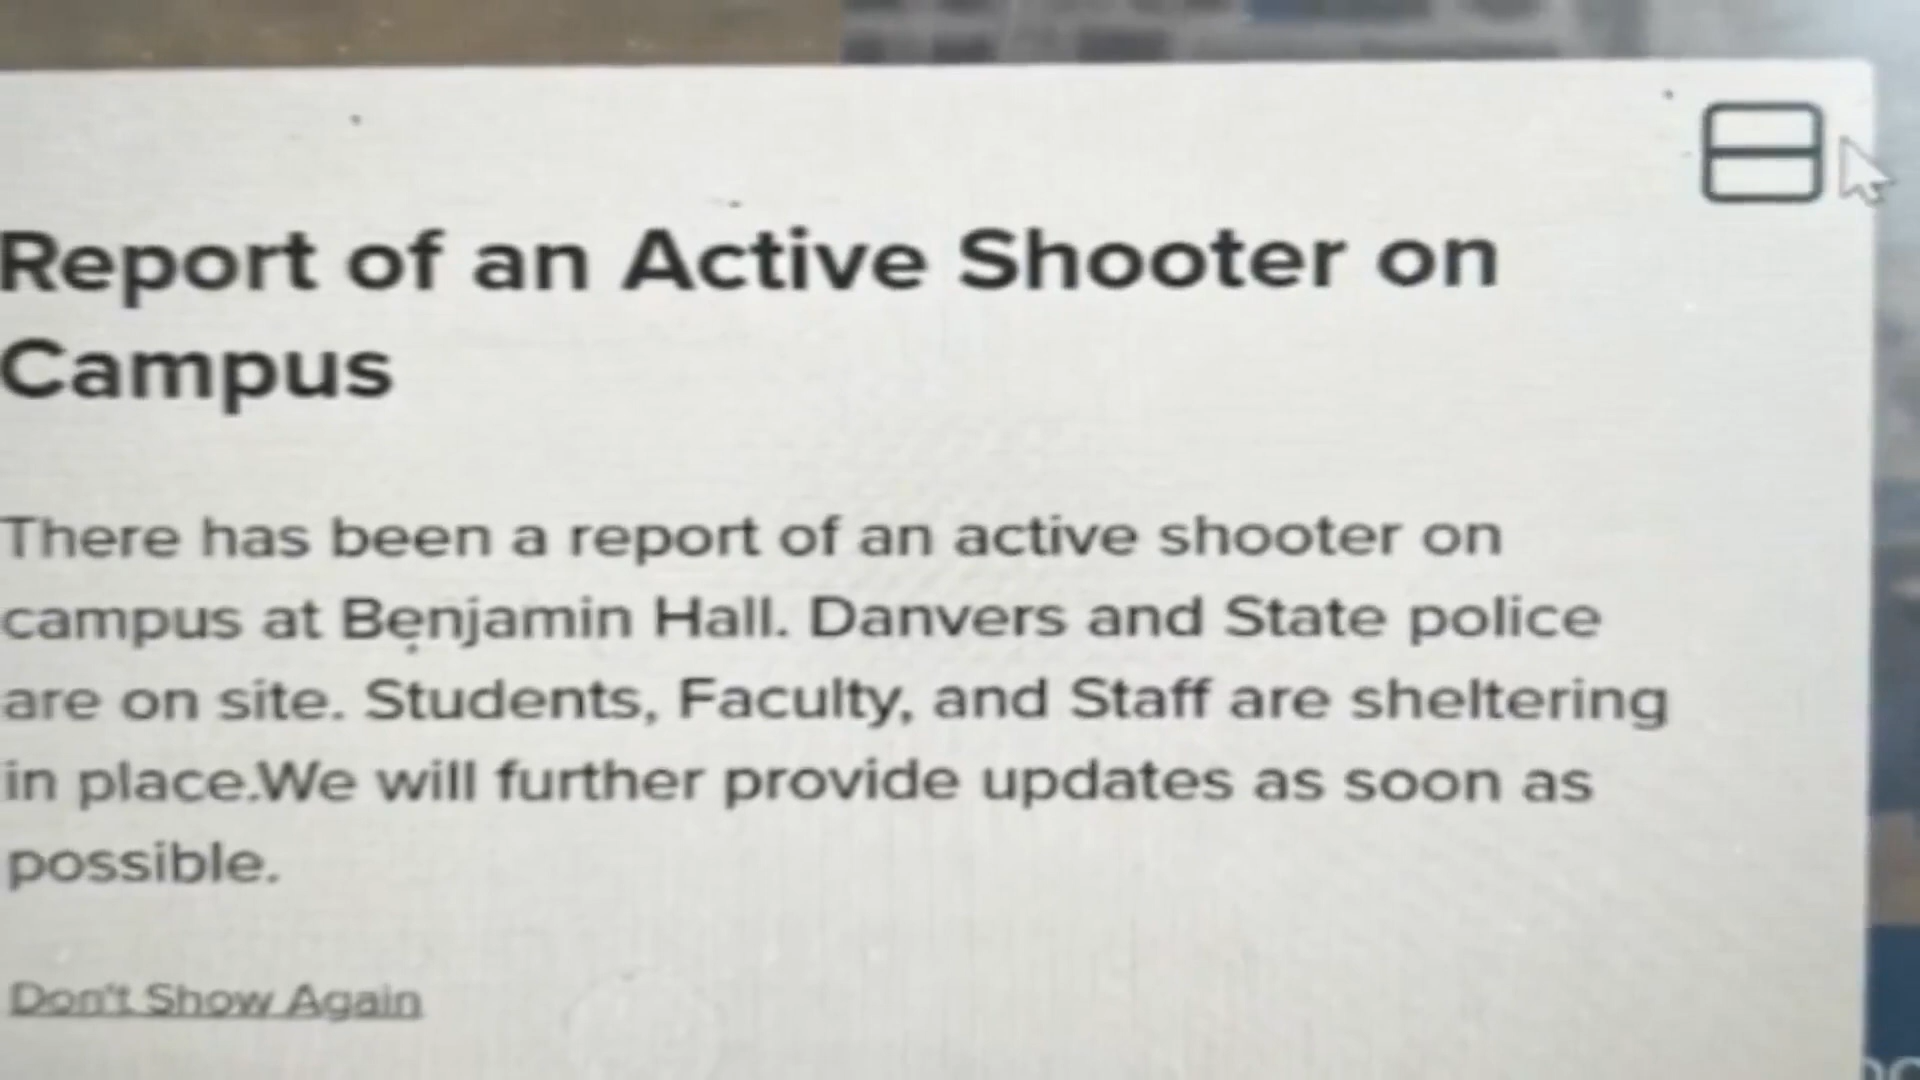 Report of an Active Shooter on
Campus
There has been a report of an active shooter on
campus at Benjamin Hall. Danvers and State police
are on site. Students, Faculty, and Staff are sheltering
in place.We will further provide updates as soon as
possible.
Don't Show Again